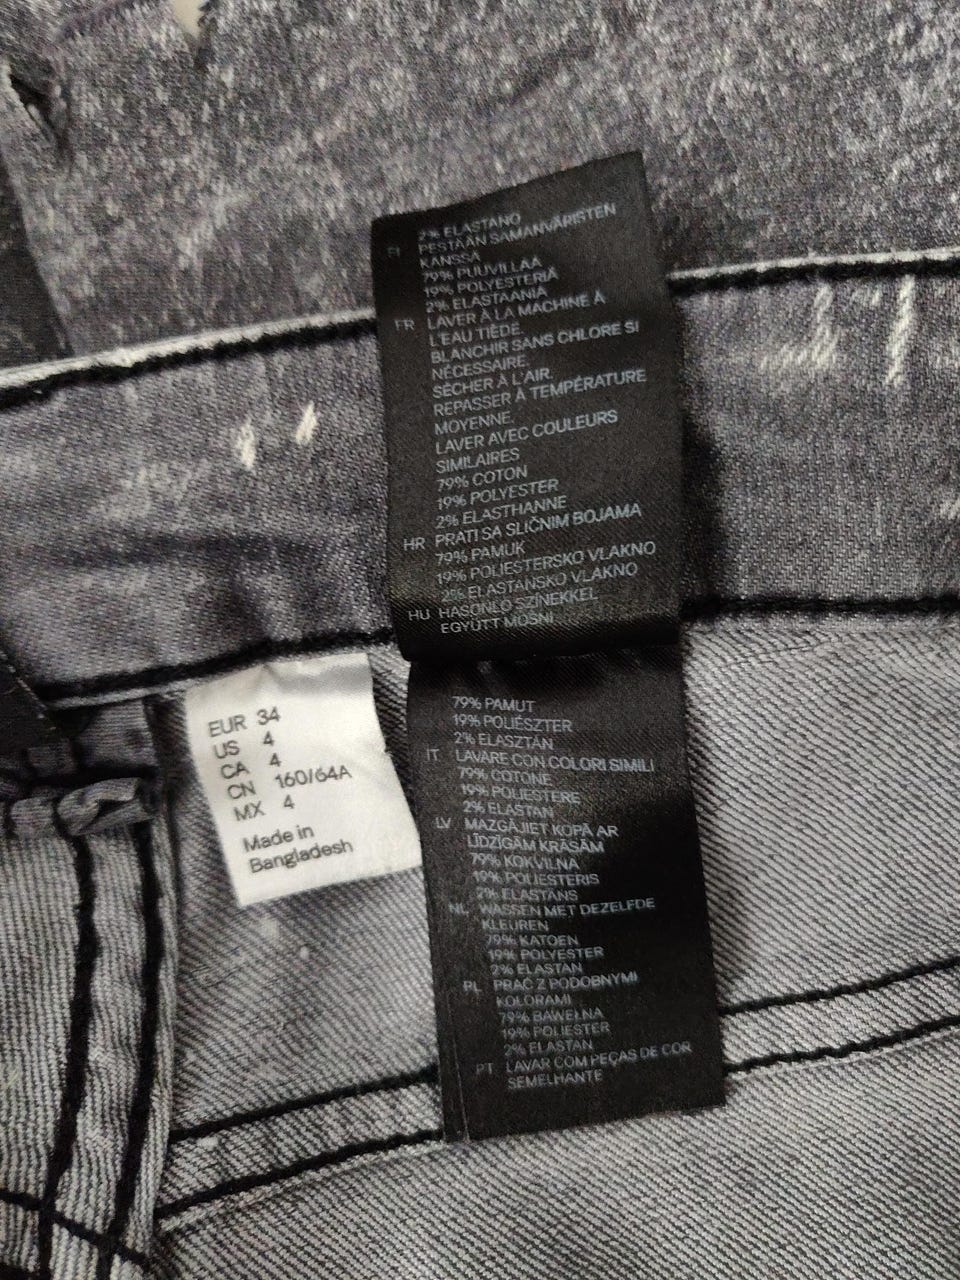 2% ELASTANO
FI PESTÄÄN SAMANVÄRISTEN
KANSSA
79% PUUVILLAA
19% POLYESTERIÄ
2% ELASTAANIA
FR LAVER À LA MACHINE À
L'EAU TIÈDE.
BLANCHIR SANS CHLORE SI
NÉCESSAIRE.
SÉCHER À L'AIR.
REPASSER À TEMPÉRATURE
MOYENNE.
LAVER AVEC COULEURS
SIMILAIRES
79% COTON
19% POLYESTER
2% ELASTHANNE
HR PRATI SA SLIČNIM BOJAMA
79% PAMUK
19% POLIESTERSKO VLAKNO
2% ELASTANSKO VLAKNO
HU HASONLÓ SZÍNEKKEL
EGYÜTT MOSNI
79% PAMUT
19% POLIÉSZTER
2% ELASZTÁN
IT LAVARE CON COLORI SIMILI
79% COTONE
19% POLIESTERE
2% ELASTAN
LV MAZGĀJIET KOPĀ AR
LĪDZĪGĀM KRĀSĀM
79% KOKVILNA
19% POLIESTERIS
2% ELASTĀNS
NL WASSEN MET DEZELFDE
KLEUREN
79% KATOEN
19% POLYESTER
2% ELASTAN
PL PRAĆ Z PODOBNYMI
KOLORAMI
79% BAWEŁNA
19% POLIESTER
2% ELASTAN
PT LAVAR COM PEÇAS DE COR
SEMELHANTE
EUR 34
US 4
CA 4
CN 160/64A
MX 4
Made in
Bangladesh